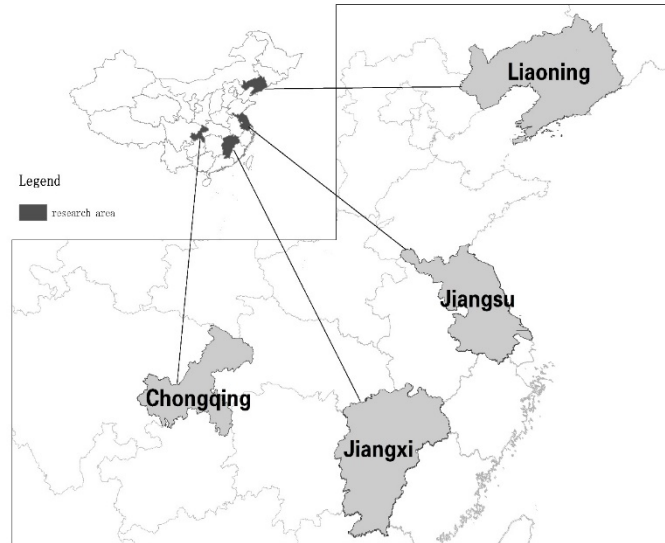 Liaoning
Legend
research area
Jiangsu
Chongqing
Jiangxi